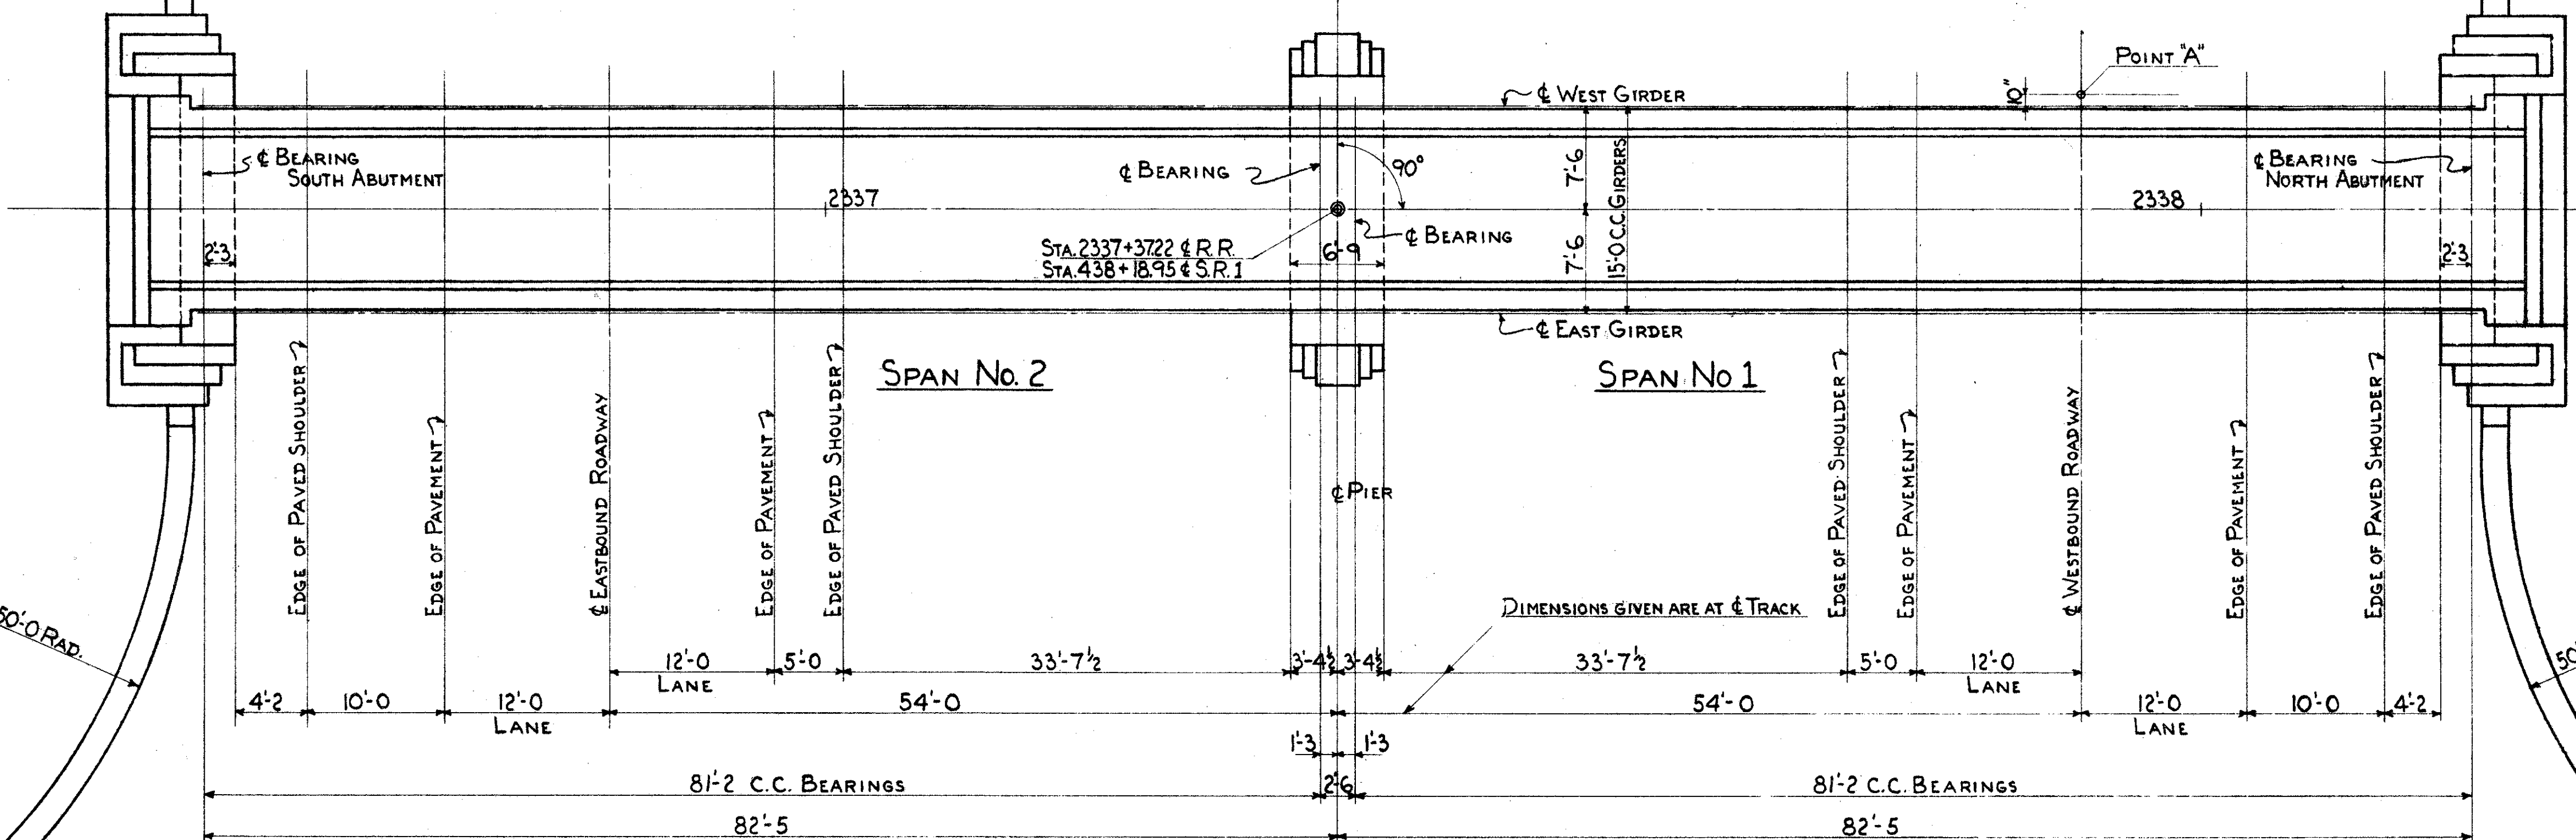 POINT "A"
10"
℄ WEST GIRDER
℄ BEARING
SOUTH ABUTMENT
℄ BEARING
90°
7'-6
15'-0 C.C. GIRDERS
℄ BEARING
NORTH ABUTMENT
2337
2338
2'-3
STA. 2337+37.22 ℄ R.R.
STA. 438+18.95 ℄ S.R.1
6'-9
℄ BEARING
7'-6
2'-3
℄ EAST GIRDER
SPAN No. 2
SPAN No 1
EDGE OF PAVED SHOULDER
EDGE OF PAVEMENT
℄ EASTBOUND ROADWAY
EDGE OF PAVEMENT
EDGE OF PAVED SHOULDER
℄ PIER
EDGE OF PAVED SHOULDER
EDGE OF PAVEMENT
℄ WESTBOUND ROADWAY
EDGE OF PAVEMENT
EDGE OF PAVED SHOULDER
50'-0 RAD.
DIMENSIONS GIVEN ARE AT ℄ TRACK
12'-0
LANE
5'-0
33'-7½
3'-4½
3'-4½
33'-7½
5'-0
12'-0
LANE
50'
4'-2
10'-0
12'-0
LANE
54'-0
54'-0
12'-0
LANE
10'-0
4'-2
1'-3
1'-3
81'-2 C.C. BEARINGS
2'-6
81'-2 C.C. BEARINGS
82'-5
82'-5